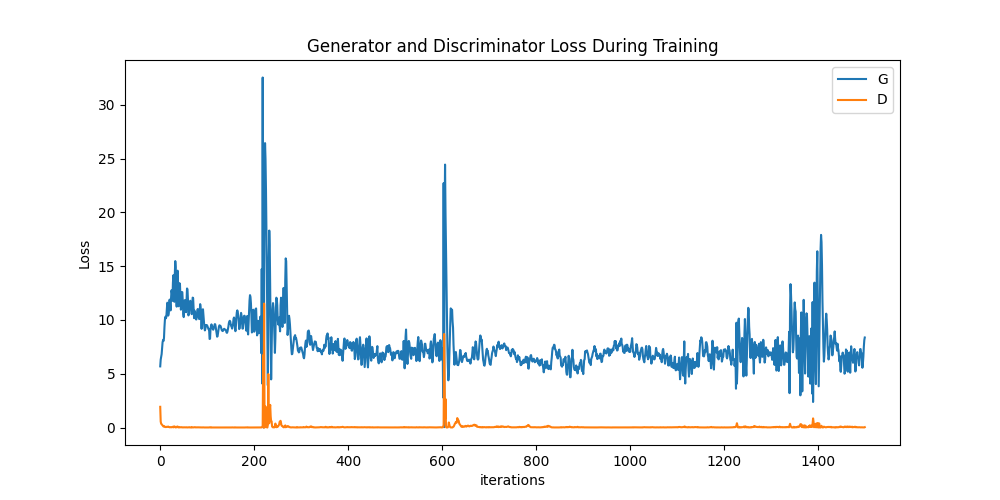 Generator and Discriminator Loss During Training
G
D
Loss
30
25
20
15
10
5
0
0 200 400 600 800 1000 1200 1400
iterations